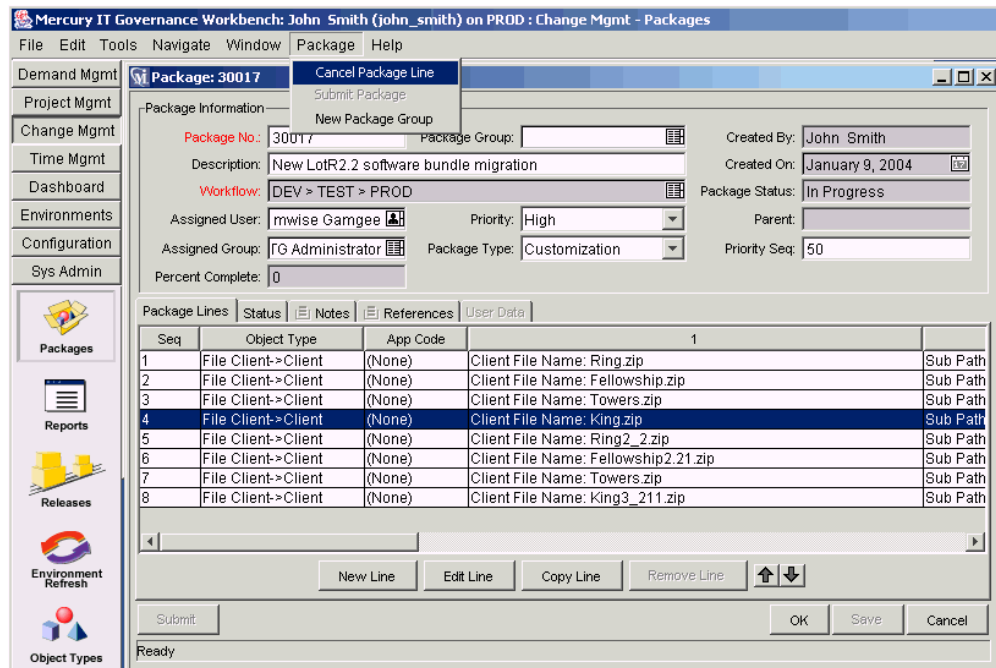 Mercury IT Governance Workbench: John Smith (john_smith) on PROD : Change Mgmt - Packages
File Edit Tools Navigate Window Package Help
Cancel Package Line
Submit Package
New Package Group
Demand Mgmt
Project Mgmt
Change Mgmt
Time Mgmt
Dashboard
Environments
Configuration
Sys Admin
Packages
Reports
Releases
Environment
Refresh
Object Types
Package: 30017
Package Information
Package No.: 30017 Package Group: Created By: John Smith
Description: New LotR2.2 software bundle migration Created On: January 9, 2004
Workflow: DEV > TEST > PROD Package Status: In Progress
Assigned User: mwise Gamgee Priority: High Parent:
Assigned Group: TG Administrator Package Type: Customization Priority Seq: 50
Percent Complete: 0
Package Lines Status Notes References User Data
Seq Object Type App Code 1
1 File Client->Client (None) Client File Name: Ring.zip Sub Path
2 File Client->Client (None) Client File Name: Fellowship.zip Sub Path
3 File Client->Client (None) Client File Name: Towers.zip Sub Path
4 File Client->Client (None) Client File Name: King.zip Sub Path
5 File Client->Client (None) Client File Name: Ring2_2.zip Sub Path
6 File Client->Client (None) Client File Name: Fellowship2.21.zip Sub Path
7 File Client->Client (None) Client File Name: Towers.zip Sub Path
8 File Client->Client (None) Client File Name: King3_211.zip Sub Path
New Line Edit Line Copy Line Remove Line
Submit OK Save Cancel
Ready